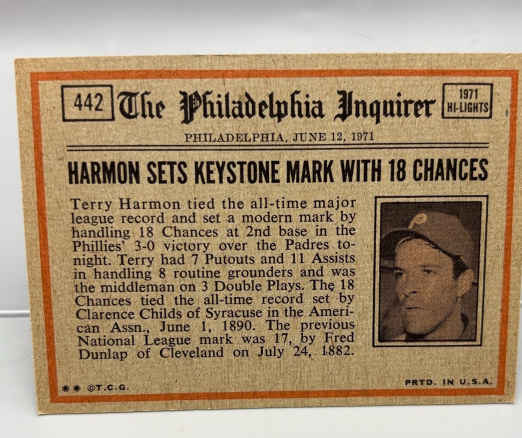 442
The Philadelphia Inquirer
1971
HI-LIGHTS
PHILADELPHIA, JUNE 12, 1971
HARMON SETS KEYSTONE MARK WITH 18 CHANCES
Terry Harmon tied the all-time major
league record and set a modern mark by
handling 18 Chances at 2nd base in the
Phillies' 3-0 victory over the Padres to-
night. Terry had 7 Putouts and 11 Assists
in handling 8 routine grounders and was
the middleman on 3 Double Plays. The 18
Chances tied the all-time record set by
Clarence Childs of Syracuse in the Ameri-
can Assn., June 1, 1890. The previous
National League mark was 17, by Fred
Dunlap of Cleveland on July 24, 1882.
P
** ©T.C.G.
PRTD. IN U.S.A.